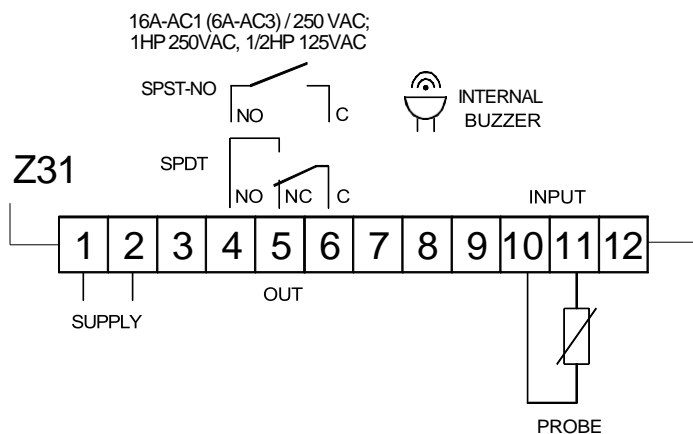 16A-AC1 (6A-AC3) / 250 VAC;
1HP 250VAC, 1/2HP 125VAC
SPST-NO
NO C
INTERNAL
BUZZER
SPDT
Z31
NO NC C
INPUT
1 2 3 4 5 6 7 8 9 10 11 12
OUT
SUPPLY
PROBE